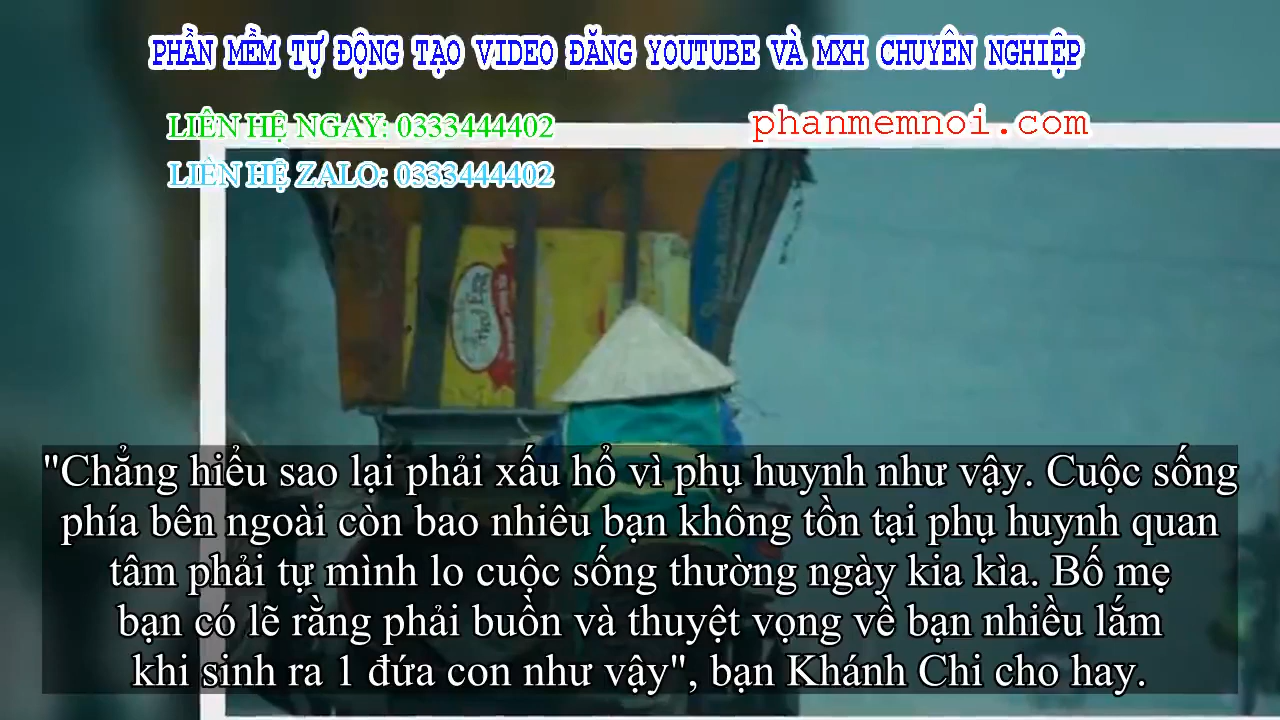 PHẦN MỀM TỰ ĐỘNG TẠO VIDEO ĐĂNG YOUTUBE VÀ MXH CHUYÊN NGHIỆP
LIÊN HỆ NGAY: 0333444402
phanmemnoi.com
LIÊN HỆ ZALO: 0333444402
"Chẳng hiểu sao lại phải xấu hổ vì phụ huynh như vậy. Cuộc sống
phía bên ngoài còn bao nhiêu bạn không tồn tại phụ huynh quan
tâm phải tự mình lo cuộc sống thường ngày kia kìa. Bố mẹ
bạn có lẽ rằng phải buồn và thuyệt vọng về bạn nhiều lắm
khi sinh ra 1 đứa con như vậy", bạn Khánh Chi cho hay.